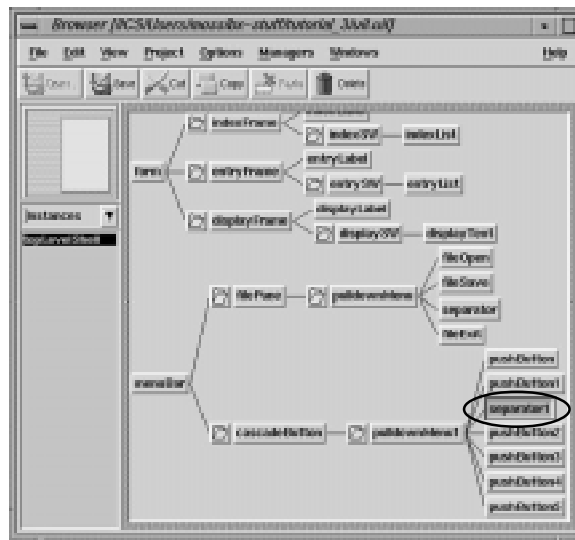 File Edit View Project Options Managers Windows Help
Open... Save Cut Copy Paste Delete
indexFrame
indexSW indexList
form entryFrame entryLabel
entrySW entryList
displayFrame displayLabel
displaySW displayText
Instances
topLevelShell
fileOpen
fileSave
filePane pulldownMenu
separator
fileExit
menuBar
pushButton
pushButton1
separator1
cascadeButton pulldownMenu1 pushButton2
pushButton3
pushButton4
pushButton5